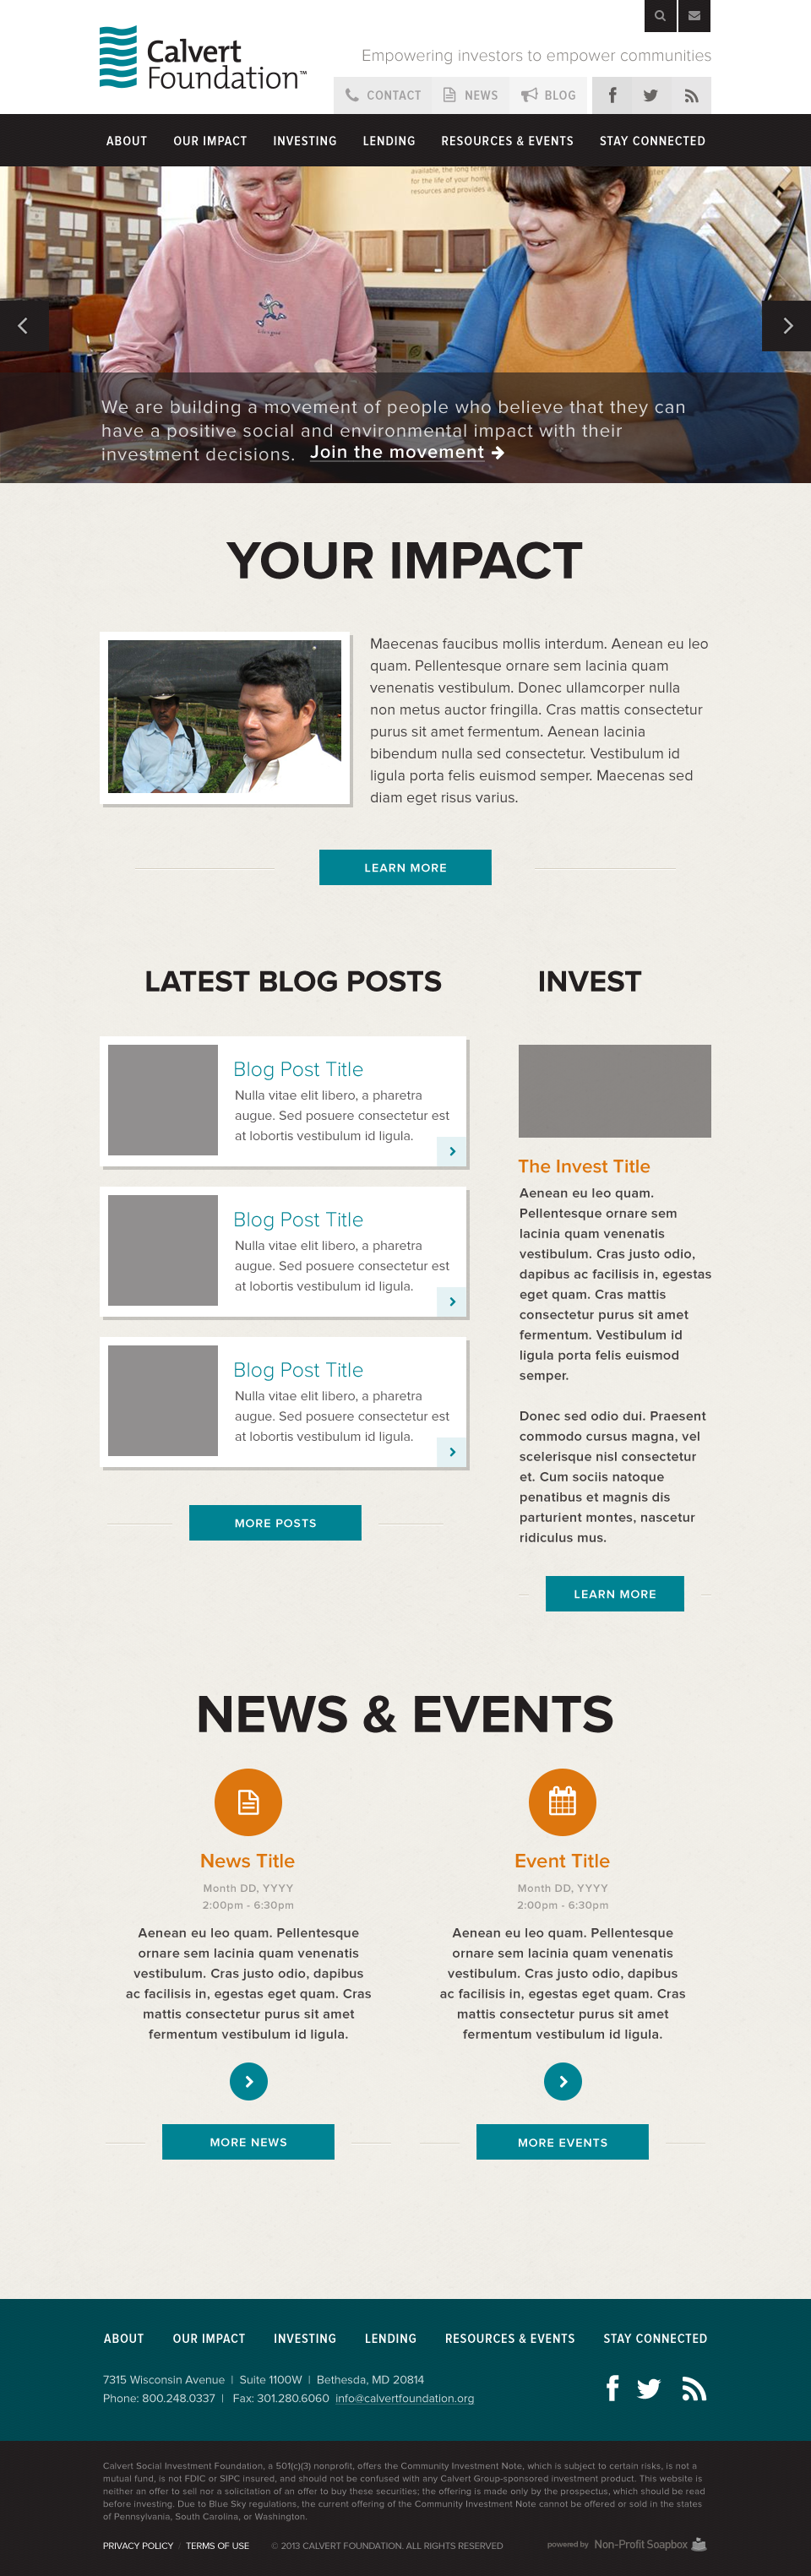 Calvert
Foundation™
Empowering investors to empower communities
CONTACT NEWS BLOG
ABOUT OUR IMPACT INVESTING LENDING RESOURCES & EVENTS STAY CONNECTED
resources and provides
We are building a movement of people who believe that they can
have a positive social and environmental impact with their
investment decisions. Join the movement
YOUR IMPACT
Maecenas faucibus mollis interdum. Aenean eu leo
quam. Pellentesque ornare sem lacinia quam
venenatis vestibulum. Donec ullamcorper nulla
non metus auctor fringilla. Cras mattis consectetur
purus sit amet fermentum. Aenean lacinia
bibendum nulla sed consectetur. Vestibulum id
ligula porta felis euismod semper. Maecenas sed
diam eget risus varius.
LEARN MORE
LATEST BLOG POSTS
Blog Post Title
Nulla vitae elit libero, a pharetra
augue. Sed posuere consectetur est
at lobortis vestibulum id ligula.
Blog Post Title
Nulla vitae elit libero, a pharetra
augue. Sed posuere consectetur est
at lobortis vestibulum id ligula.
Blog Post Title
Nulla vitae elit libero, a pharetra
augue. Sed posuere consectetur est
at lobortis vestibulum id ligula.
MORE POSTS
INVEST
The Invest Title
Aenean eu leo quam.
Pellentesque ornare sem
lacinia quam venenatis
vestibulum. Cras justo odio,
dapibus ac facilisis in, egestas
eget quam. Cras mattis
consectetur purus sit amet
fermentum. Vestibulum id
ligula porta felis euismod
semper.
Donec sed odio dui. Praesent
commodo cursus magna, vel
scelerisque nisl consectetur
et. Cum sociis natoque
penatibus et magnis dis
parturient montes, nascetur
ridiculus mus.
LEARN MORE
NEWS & EVENTS
News Title
Month DD, YYYY
2:00pm - 6:30pm
Aenean eu leo quam. Pellentesque
ornare sem lacinia quam venenatis
vestibulum. Cras justo odio, dapibus
ac facilisis in, egestas eget quam. Cras
mattis consectetur purus sit amet
fermentum vestibulum id ligula.
MORE NEWS
Event Title
Month DD, YYYY
2:00pm - 6:30pm
Aenean eu leo quam. Pellentesque
ornare sem lacinia quam venenatis
vestibulum. Cras justo odio, dapibus
ac facilisis in, egestas eget quam. Cras
mattis consectetur purus sit amet
fermentum vestibulum id ligula.
MORE EVENTS
ABOUT OUR IMPACT INVESTING LENDING RESOURCES & EVENTS STAY CONNECTED
7315 Wisconsin Avenue | Suite 1100W | Bethesda, MD 20814
Phone: 800.248.0337 | Fax: 301.280.6060 info@calvertfoundation.org
Calvert Social Investment Foundation, a 501(c)(3) nonprofit, offers the Community Investment Note, which is subject to certain risks, is not a
mutual fund, is not FDIC or SIPC insured, and should not be confused with any Calvert Group-sponsored investment product. This website is
neither an offer to sell nor a solicitation of an offer to buy these securities; the offering is made only by the prospectus, which should be read
before investing. Due to Blue Sky regulations, the current offering of the Community Investment Note cannot be offered or sold in the states
of Pennsylvania, South Carolina, or Washington.
PRIVACY POLICY / TERMS OF USE © 2013 CALVERT FOUNDATION. ALL RIGHTS RESERVED powered by Non-Profit Soapbox